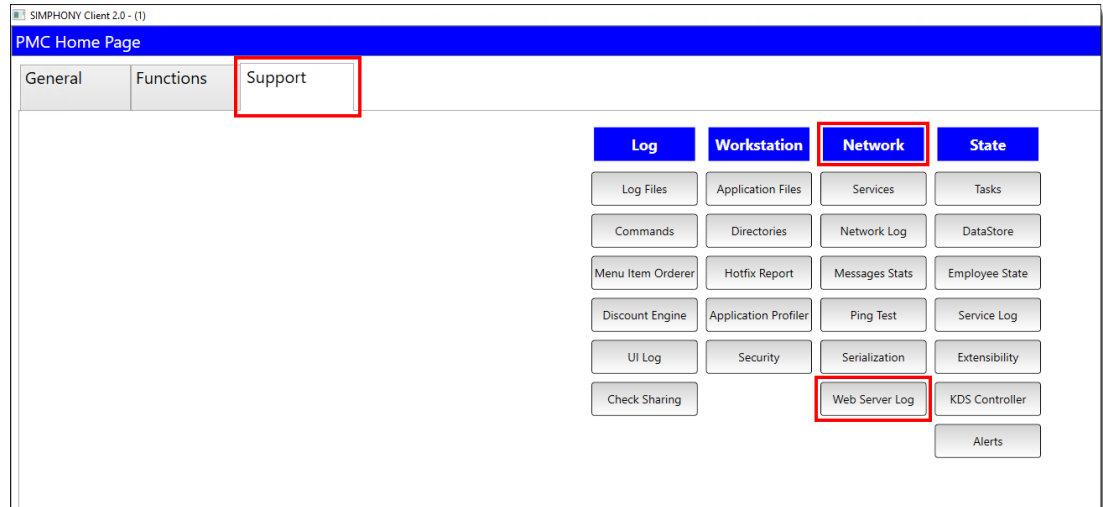 SIMPHONY Client 2.0 - (1)
PMC Home Page
General Functions Support
Log Workstation Network State
Log Files Application Files Services Tasks
Commands Directories Network Log DataStore
Menu Item Orderer Hotfix Report Messages Stats Employee State
Discount Engine Application Profiler Ping Test Service Log
UI Log Security Serialization Extensibility
Check Sharing Web Server Log KDS Controller
Alerts